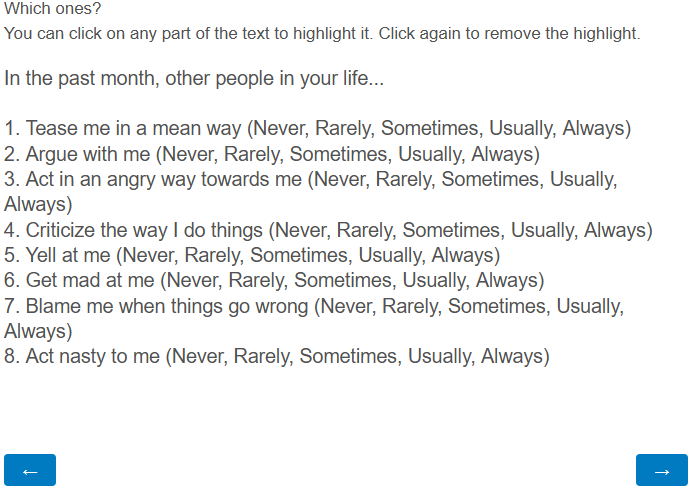 Which ones?
You can click on any part of the text to highlight it. Click again to remove the highlight.
In the past month, other people in your life...
1. Tease me in a mean way (Never, Rarely, Sometimes, Usually, Always)
2. Argue with me (Never, Rarely, Sometimes, Usually, Always)
3. Act in an angry way towards me (Never, Rarely, Sometimes, Usually,
Always)
4. Criticize the way I do things (Never, Rarely, Sometimes, Usually, Always)
5. Yell at me (Never, Rarely, Sometimes, Usually, Always)
6. Get mad at me (Never, Rarely, Sometimes, Usually, Always)
7. Blame me when things go wrong (Never, Rarely, Sometimes, Usually,
Always)
8. Act nasty to me (Never, Rarely, Sometimes, Usually, Always)
← →